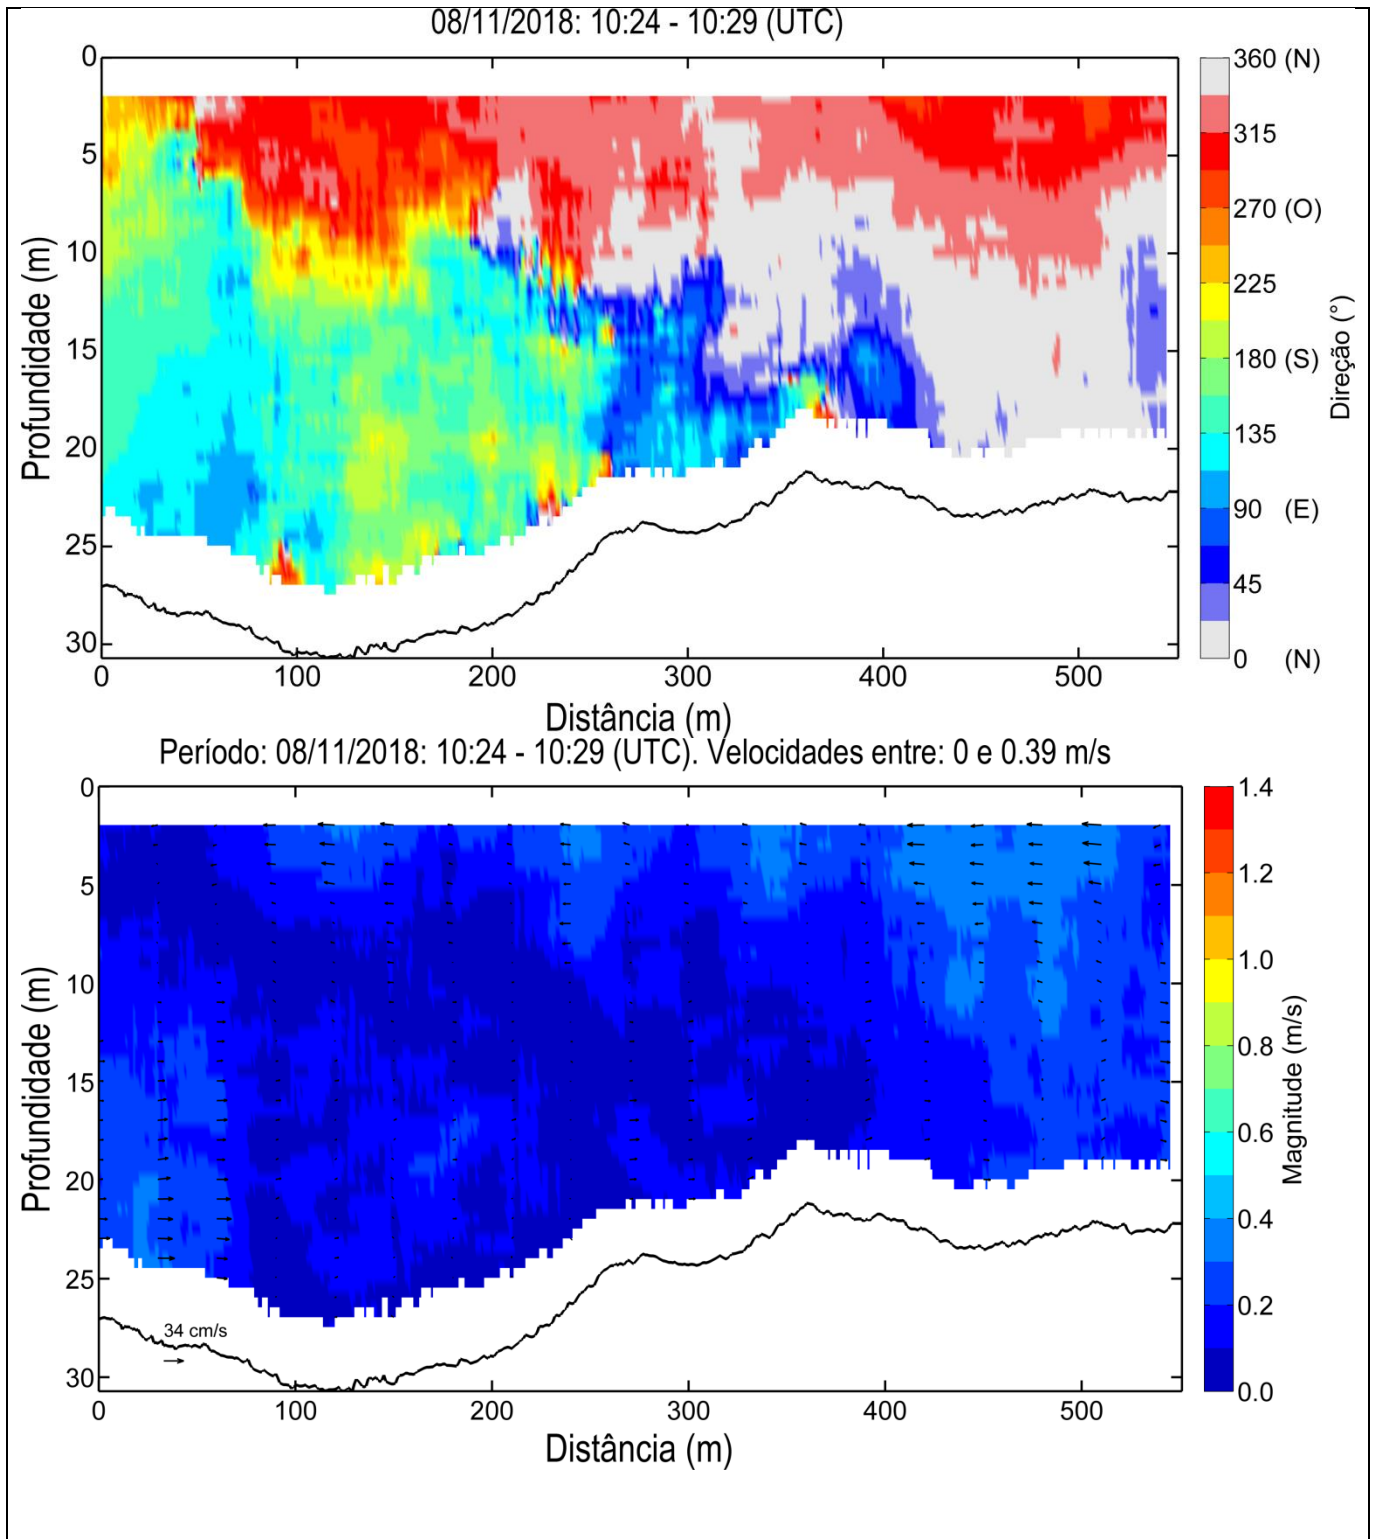 08/11/2018: 10:24 - 10:29 (UTC)
0
5
10
15
20
25
30
Profundidade (m)
0
100
200
300
400
500
Distância (m)
360 (N)
315
270 (O)
225
180 (S)
135
90 (E)
45
0 (N)
Direção (°)
Período: 08/11/2018: 10:24 - 10:29 (UTC). Velocidades entre: 0 e 0.39 m/s
0
5
10
15
20
25
30
Profundidade (m)
34 cm/s
0
100
200
300
400
500
Distância (m)
1.4
1.2
1.0
0.8
0.6
0.4
0.2
0.0
Magnitude (m/s)